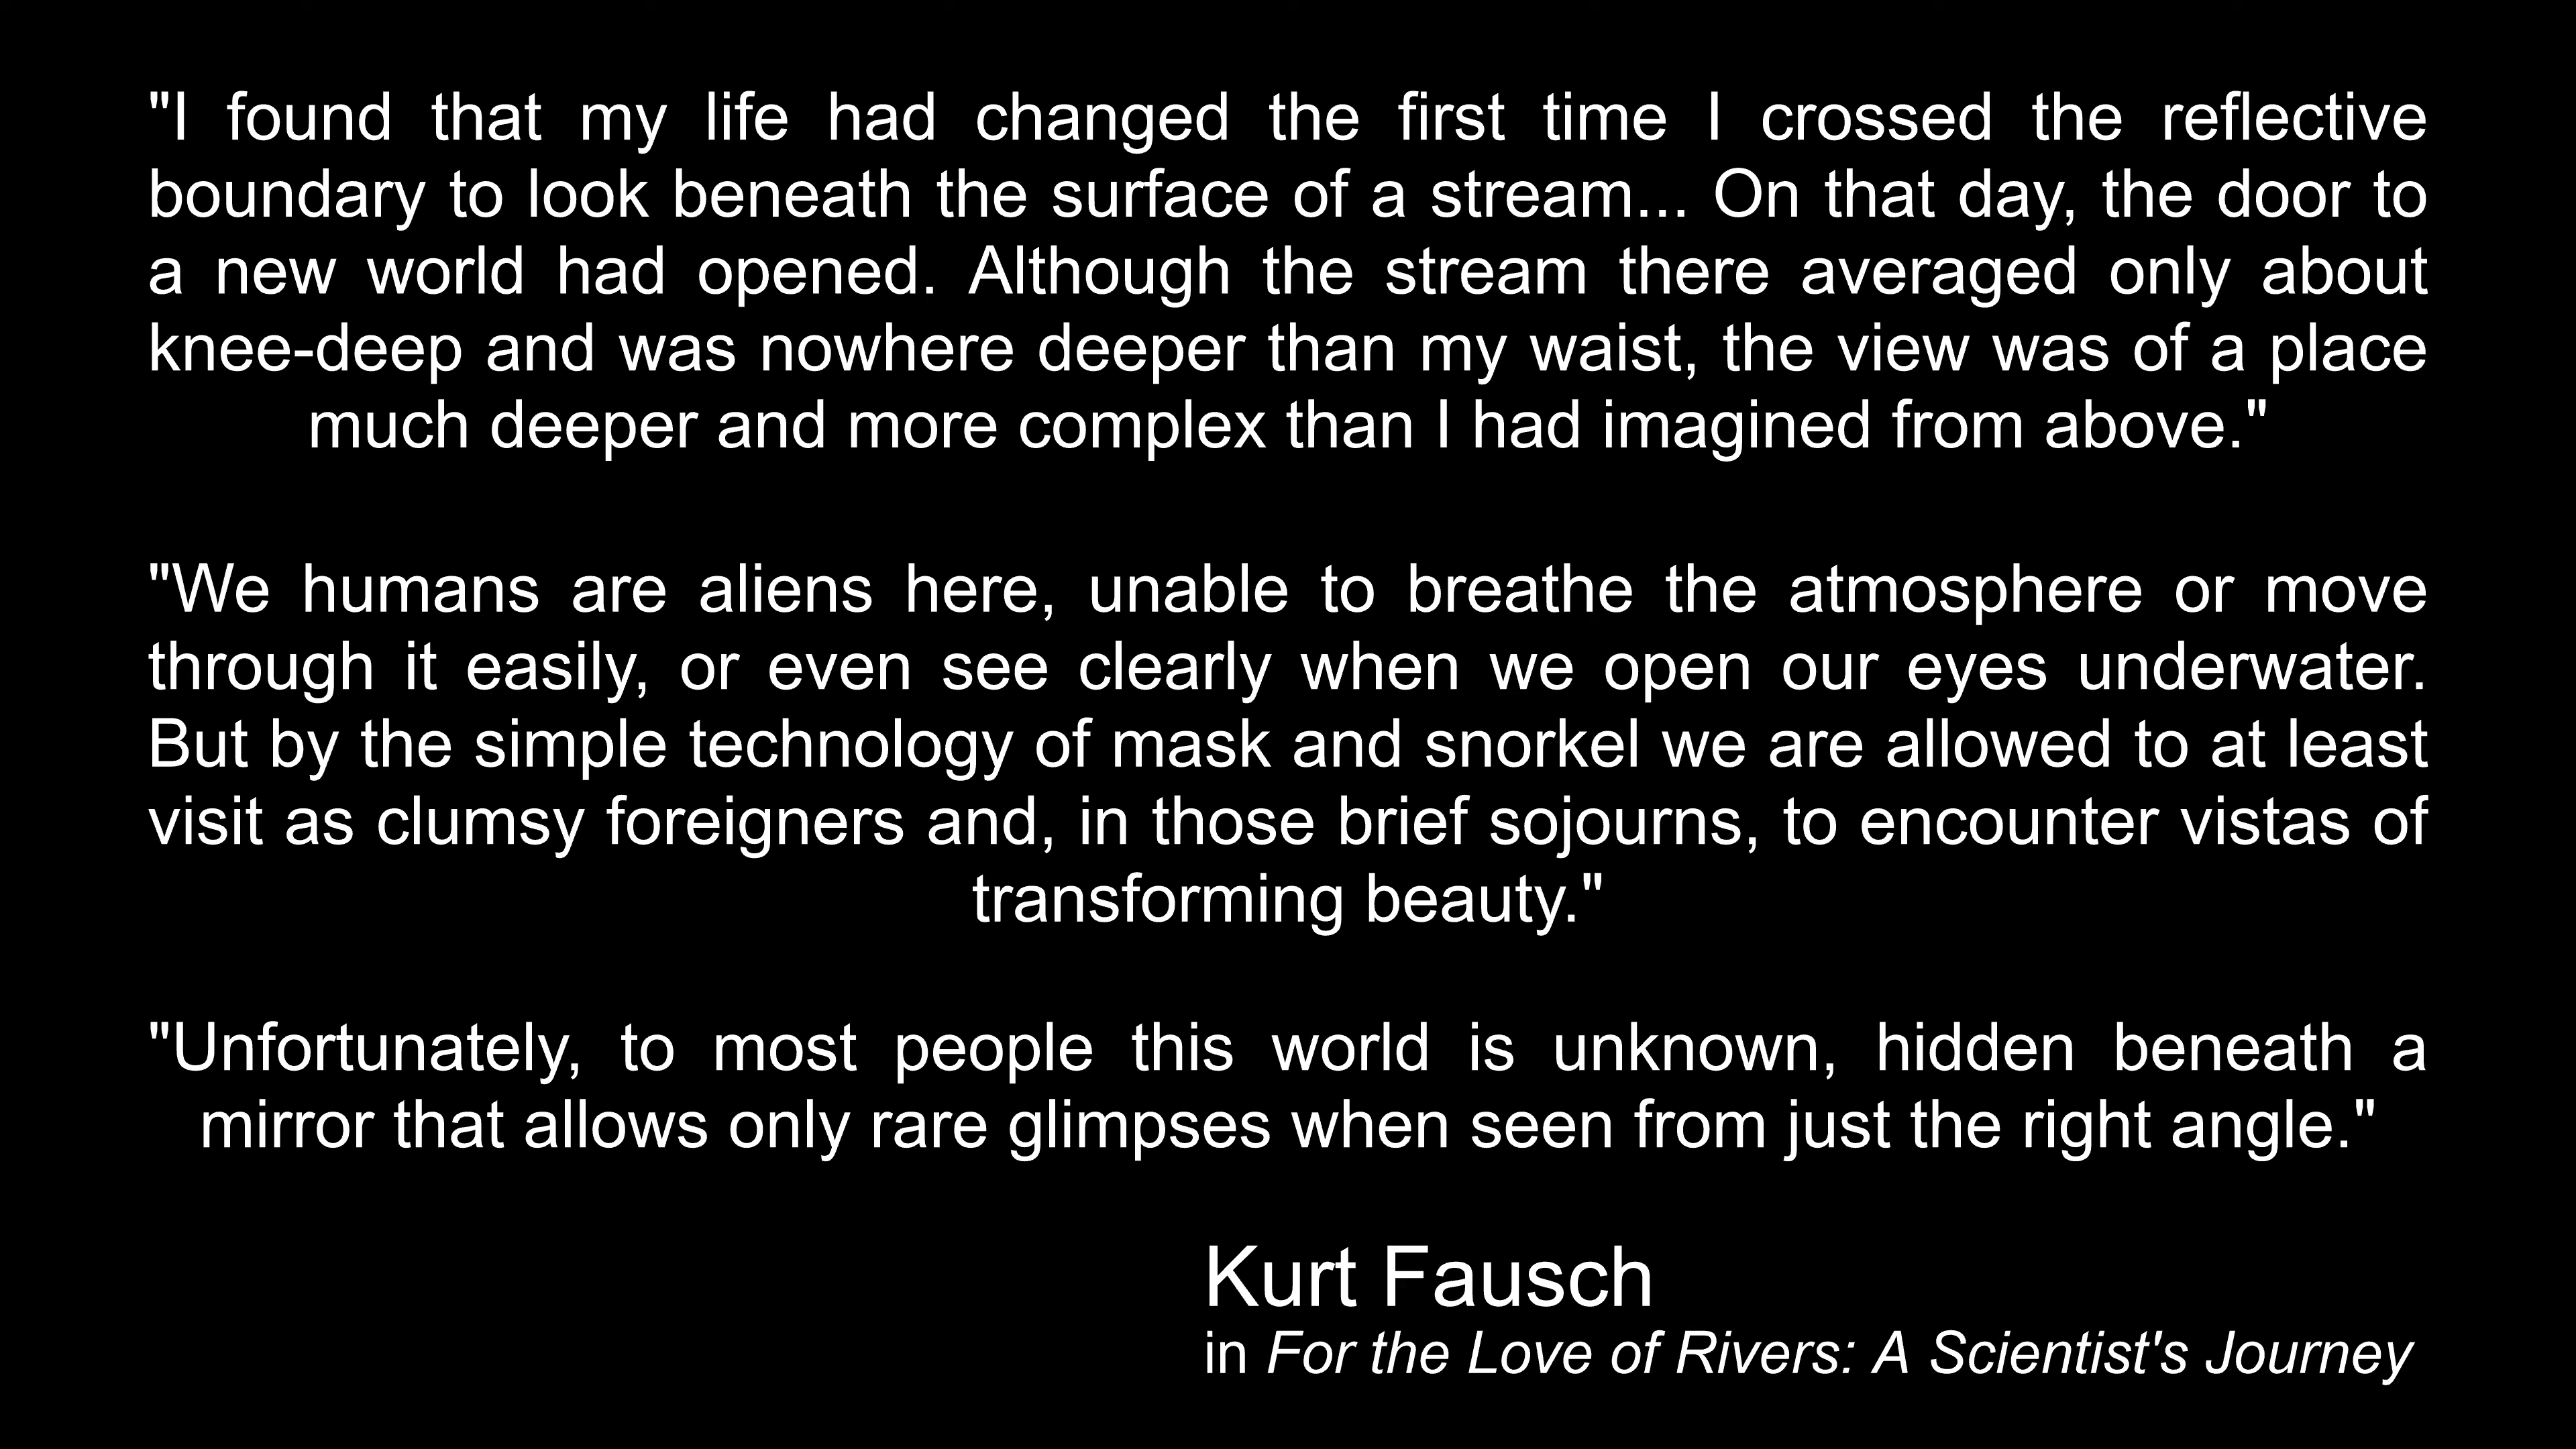 "I found that my life had changed the first time I crossed the reflective
boundary to look beneath the surface of a stream... On that day, the door to
a new world had opened. Although the stream there averaged only about
knee-deep and was nowhere deeper than my waist, the view was of a place
much deeper and more complex than I had imagined from above."
"We humans are aliens here, unable to breathe the atmosphere or move
through it easily, or even see clearly when we open our eyes underwater.
But by the simple technology of mask and snorkel we are allowed to at least
visit as clumsy foreigners and, in those brief sojourns, to encounter vistas of
transforming beauty."
"Unfortunately, to most people this world is unknown, hidden beneath a
mirror that allows only rare glimpses when seen from just the right angle."
Kurt Fausch
in For the Love of Rivers: A Scientist's Journey